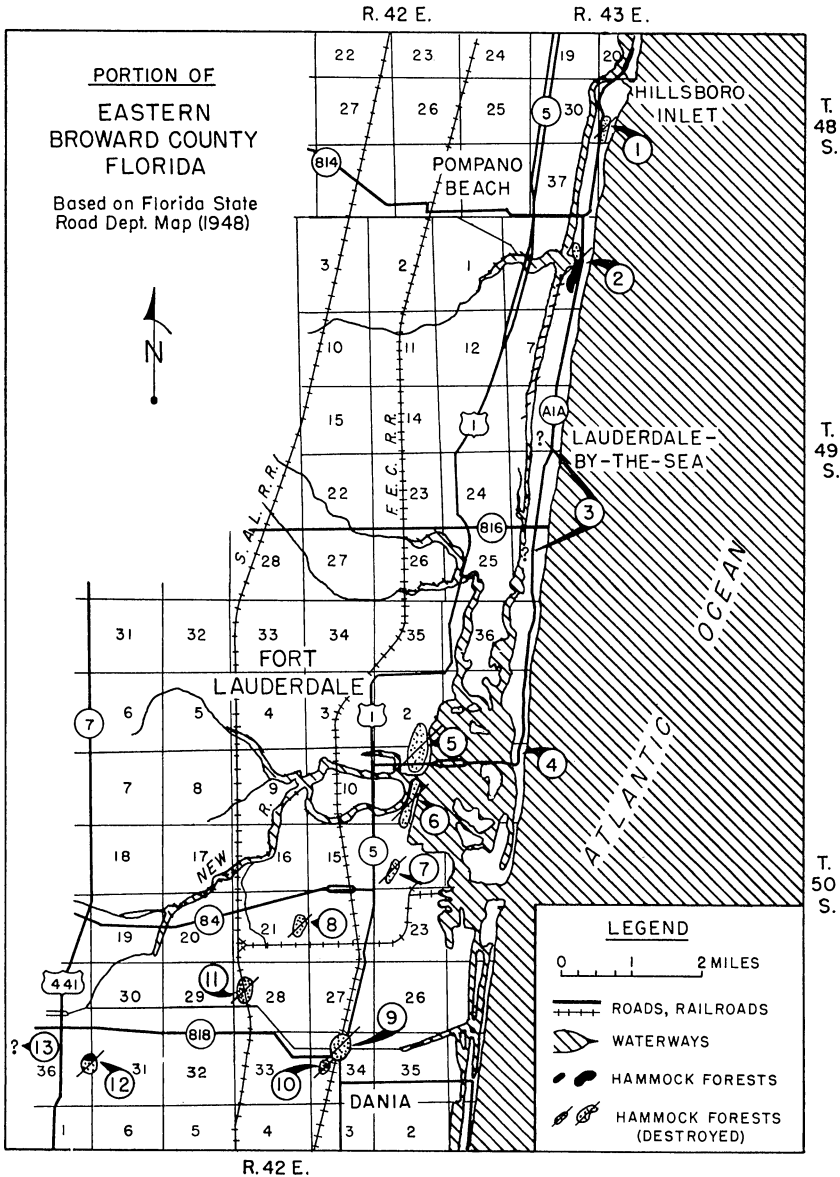 R. 42 E. R. 43 E.
PORTION OF
EASTERN
BROWARD COUNTY
FLORIDA
Based on Florida State
Road Dept. Map (1948)
N
22 23 24 19 20
HILLSBORO
INLET
27 26 25 5 30
T.
48
S.
1
814
POMPANO
BEACH
37
3 2 1
2
10 11 12 7
15 14 1 A1A
F.E.C. R.R.
?
LAUDERDALE-
BY-THE-SEA
T.
49
S.
S. A. L. R.R.
22 23 24
3
816
28 27 26 25 ?
ATLANTIC OCEAN
31 32 33 34 35 36
FORT
LAUDERDALE
7 6 5 4 3 1 2
5
4
7 8 9 10
6
NEW R.
18 17 16 15 5 7
T.
50
S.
84 19 20 21 8 23
441
11
30 29 28 27 26
9
818
? 13
36 12 31 32 33 10 34 35
DANIA
1 6 5 4 3 2
R. 42 E.
LEGEND
0 1 2 MILES
ROADS, RAILROADS
WATERWAYS
HAMMOCK FORESTS
HAMMOCK FORESTS
(DESTROYED)